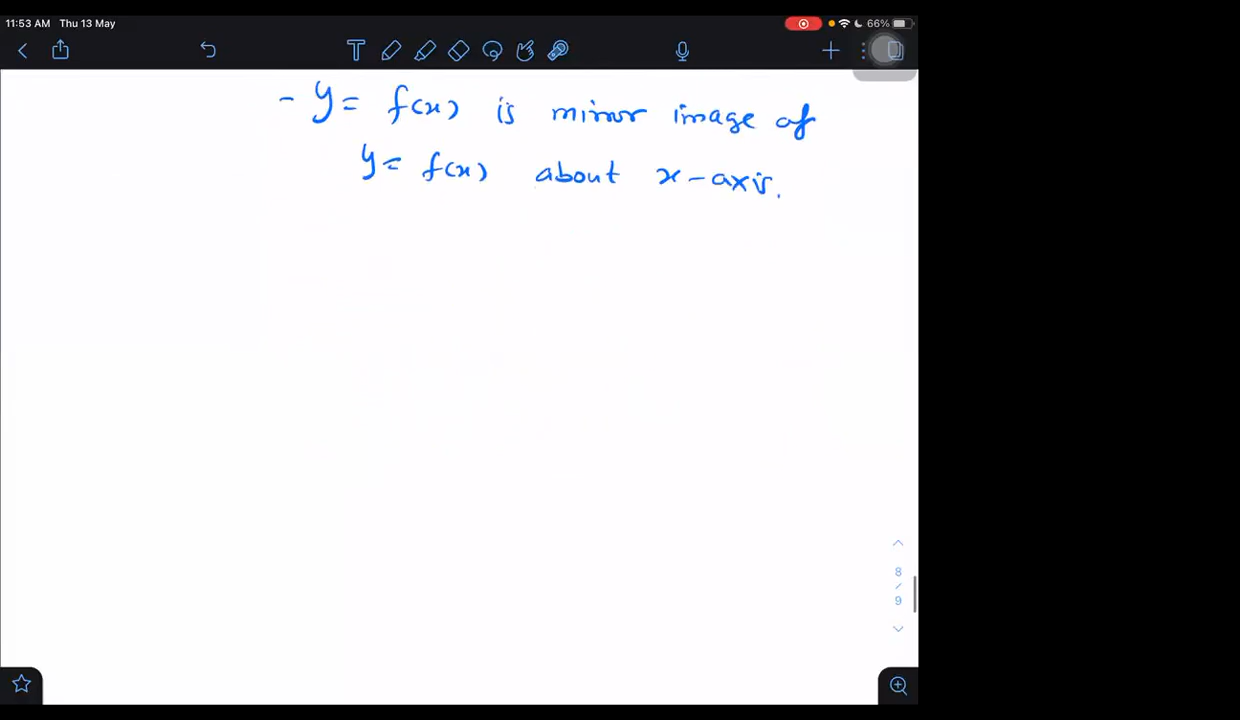 11:53 AM Thu 13 May
66%
T
- y = f(x) is mirror image of
y = f(x) about x-axis.
8
/
9